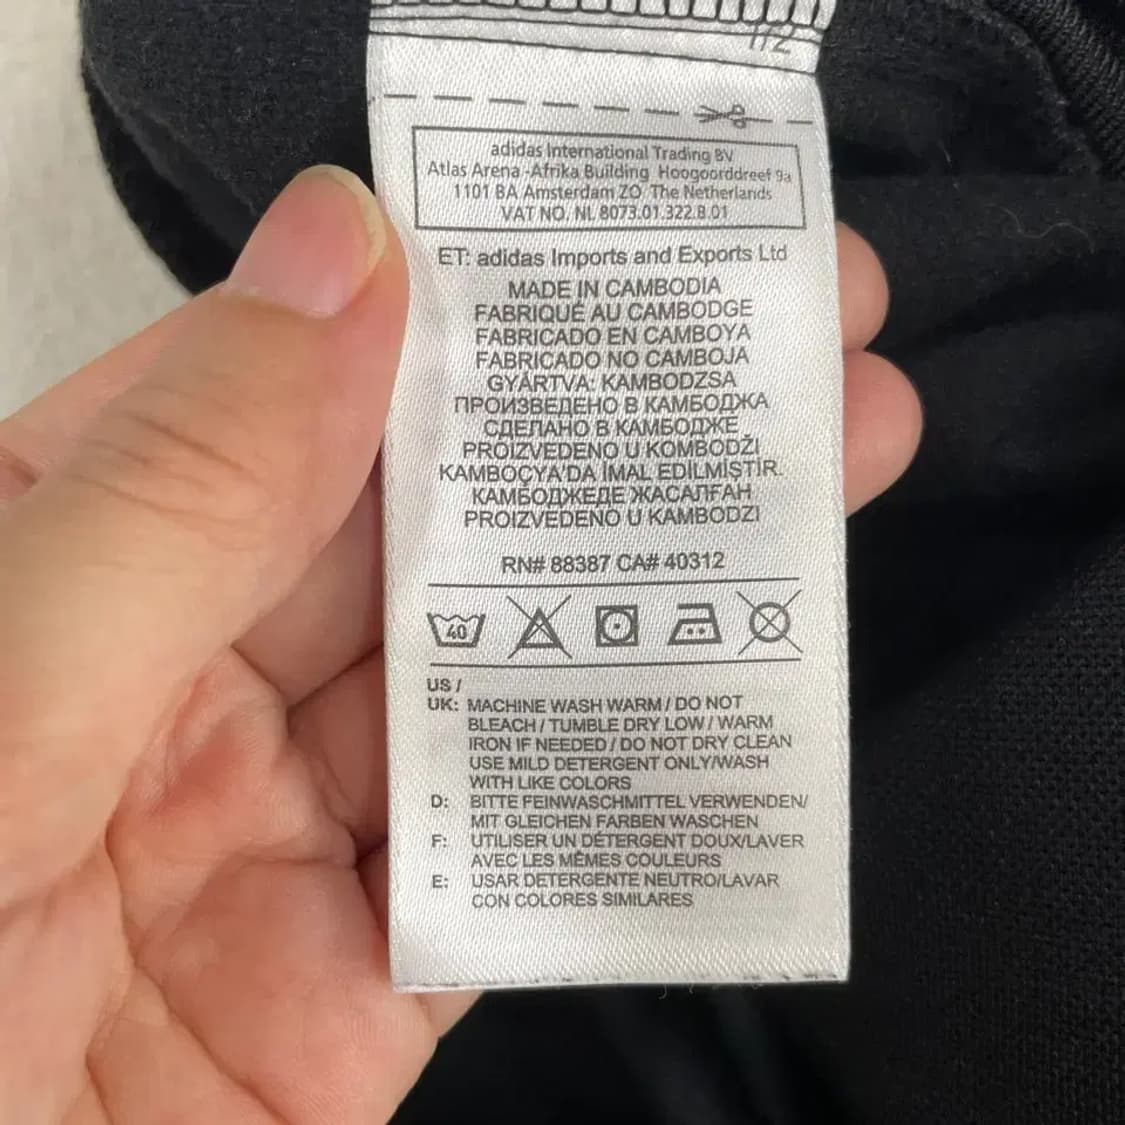 1/2
adidas International Trading BV
Atlas Arena -Afrika Building Hoogoorddreef 9a
1101 BA Amsterdam ZO The Netherlands
VAT NO. NL 8073.01.322.B.01
ET: adidas Imports and Exports Ltd
MADE IN CAMBODIA
FABRIQUÉ AU CAMBODGE
FABRICADO EN CAMBOYA
FABRICADO NO CAMBOJA
GYÁRTVA: KAMBODZSA
ПРОИЗВЕДЕНО В КАМБОДЖА
СДЕЛАНО В КАМБОДЖЕ
PROIZVEDENO U KOMBODŽI
KAMBOÇYA'DA İMAL EDİLMİŞTİR.
КАМБОДЖЕДЕ ЖАСАЛҒАН
PROIZVEDENO U KAMBODZI
RN# 88387 CA# 40312
40
US /
UK: MACHINE WASH WARM / DO NOT
BLEACH / TUMBLE DRY LOW / WARM
IRON IF NEEDED / DO NOT DRY CLEAN
USE MILD DETERGENT ONLY/WASH
WITH LIKE COLORS
D: BITTE FEINWASCHMITTEL VERWENDEN/
MIT GLEICHEN FARBEN WASCHEN
F: UTILISER UN DÉTERGENT DOUX/LAVER
AVEC LES MÊMES COULEURS
E: USAR DETERGENTE NEUTRO/LAVAR
CON COLORES SIMILARES